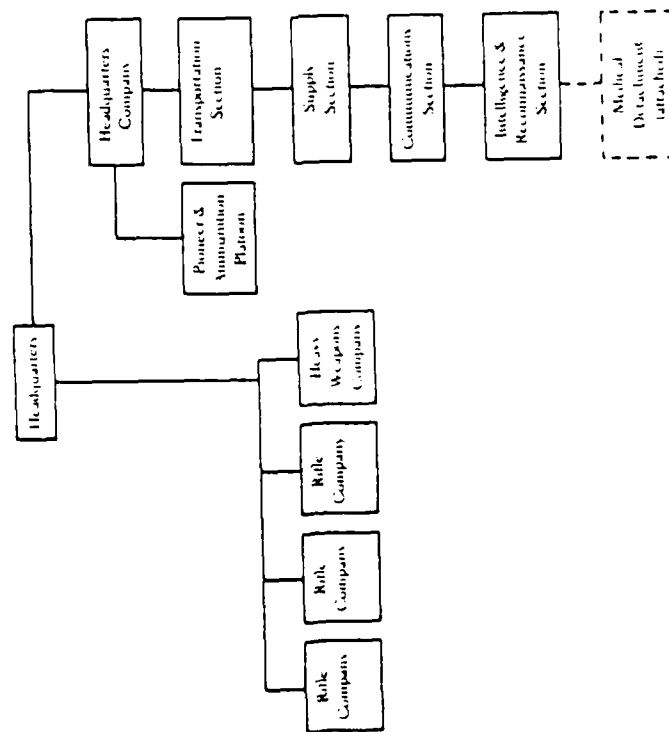 Headquarters
Headquarters
Company
Pioneer &
Ammunition
Platoon
Transportation
Section
Supply
Section
Communications
Section
Intelligence &
Reconnaissance
Section
Medical
Detachment
(attached)
Rifle
Company
Rifle
Company
Rifle
Company
Heavy
Weapons
Company